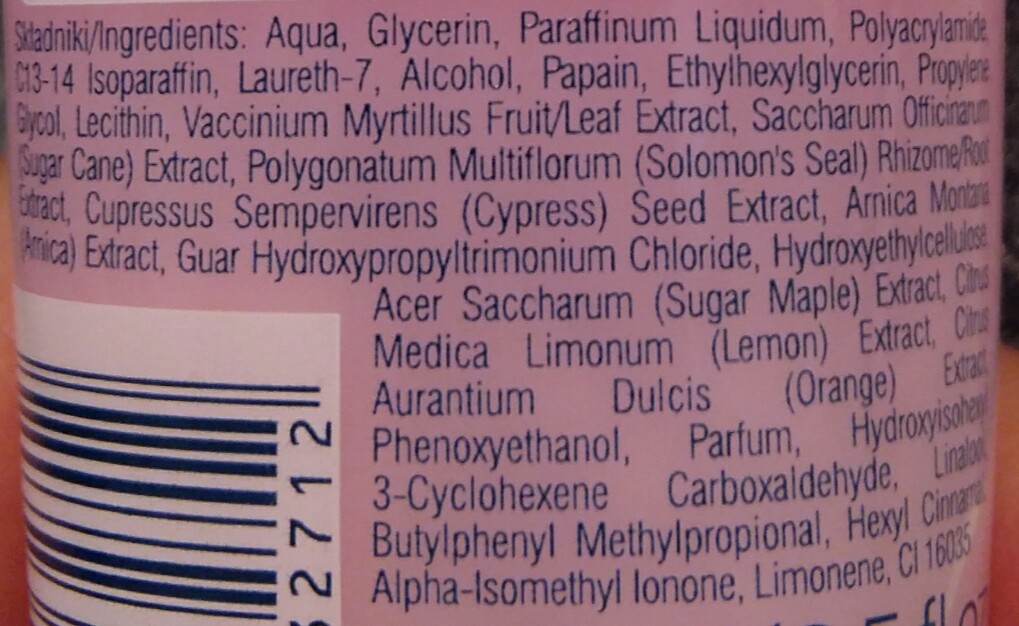 Składniki/Ingredients: Aqua, Glycerin, Paraffinum Liquidum, Polyacrylamide,
C13-14 Isoparaffin, Laureth-7, Alcohol, Papain, Ethylhexylglycerin, Propylene
Glycol, Lecithin, Vaccinium Myrtillus Fruit/Leaf Extract, Saccharum Officinarum
(Sugar Cane) Extract, Polygonatum Multiflorum (Solomon's Seal) Rhizome/Root
Extract, Cupressus Sempervirens (Cypress) Seed Extract, Arnica Montana
(Arnica) Extract, Guar Hydroxypropyltrimonium Chloride, Hydroxyethylcellulose,
Acer Saccharum (Sugar Maple) Extract, Citrus
Medica Limonum (Lemon) Extract, Citrus
Aurantium Dulcis (Orange) Extract,
Phenoxyethanol, Parfum, Hydroxyisohexyl
3-Cyclohexene Carboxaldehyde, Linalool,
Butylphenyl Methylpropional, Hexyl Cinnamal,
Alpha-Isomethyl Ionone, Limonene, CI 16035
2712